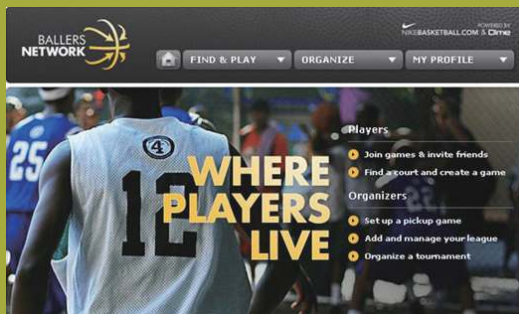 BALLERS
NETWORK
NIKEBASKETBALL.COM & Dime
POWERED BY
FIND & PLAY
ORGANIZE
MY PROFILE
25
4
12
WHERE
PLAYERS
LIVE
Players
Join games & invite friends
Find a court and create a game
Organizers
Set up a pickup game
Add and manage your league
Organize a tournament